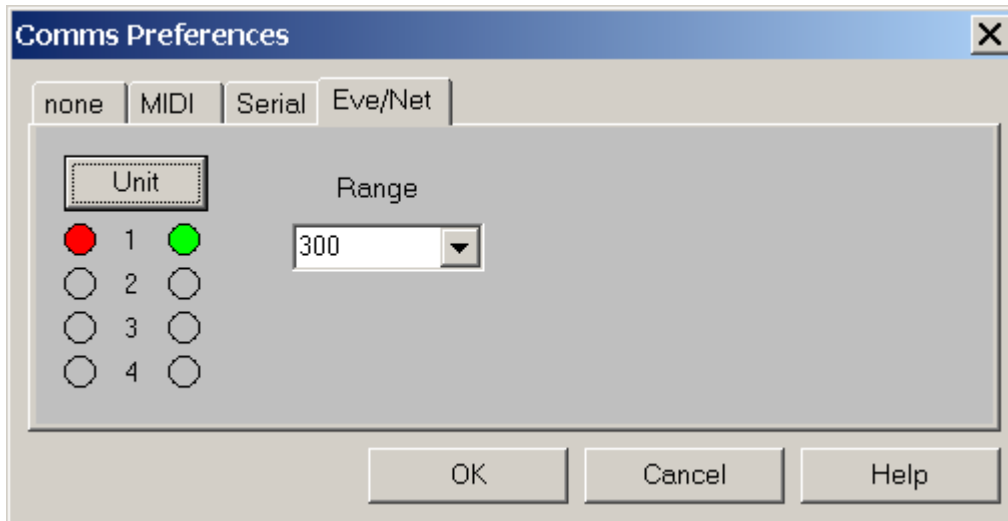 Comms Preferences
none MIDI Serial Eve/Net
Unit
Range
1
300
2
3
4
OK Cancel Help